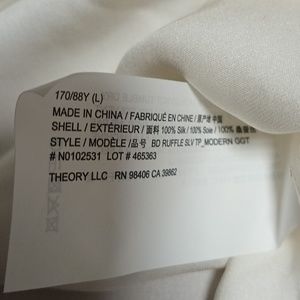 170/88Y (L)
MADE IN CHINA / FABRIQUÉ EN CHINE / 原产地 中国
SHELL / EXTÉRIEUR / 面料 100% Silk / 100% Soie / 100%
STYLE / MODÈLE / 品号 BD RUFFLE SLV TP_MODERN GGT
# N0102531 LOT # 465363
THEORY LLC RN 98406 CA 39862